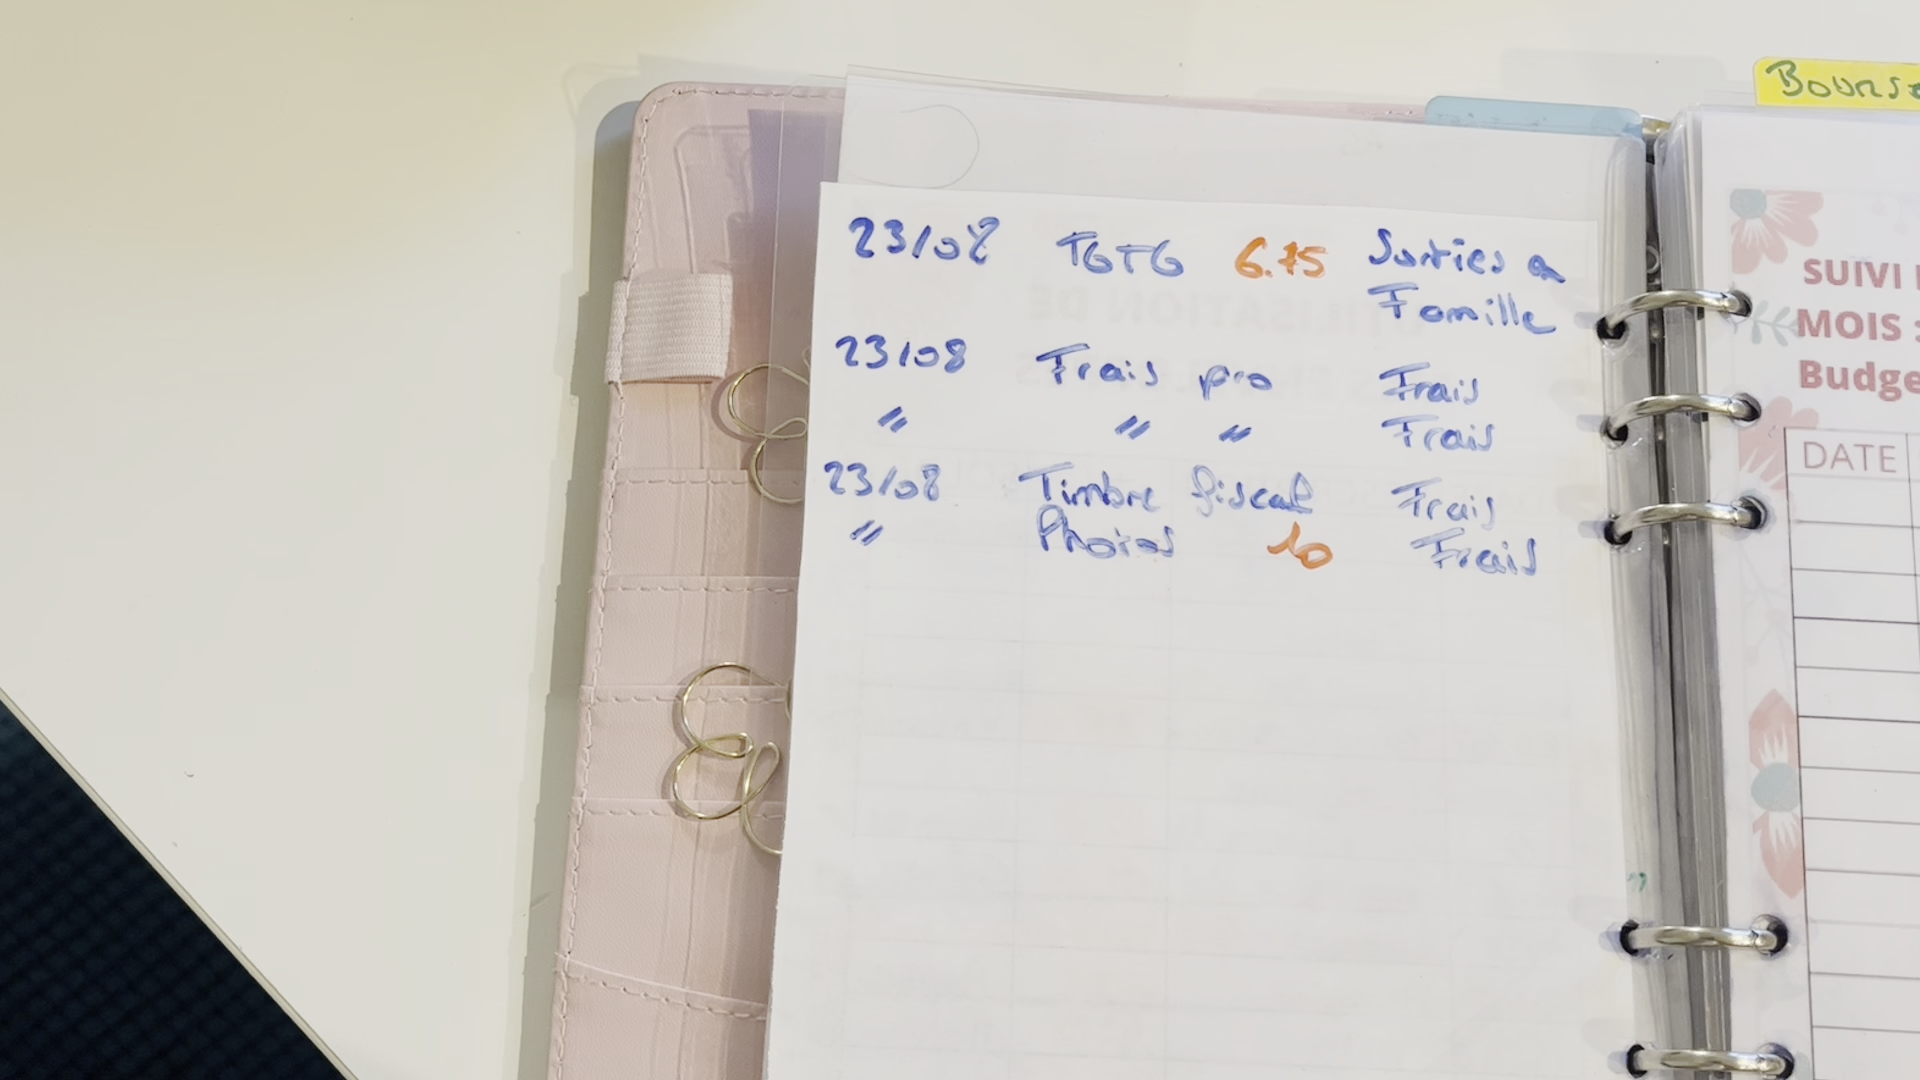 Bourse
23/08 TGTG 6.75 Sorties en
Famille
23/08 Frais pro Frais
" " " Frais
23/08 Timbre fiscal Frais
" Photos 10 Frais
SUIVI
MOIS :
Budge
DATE